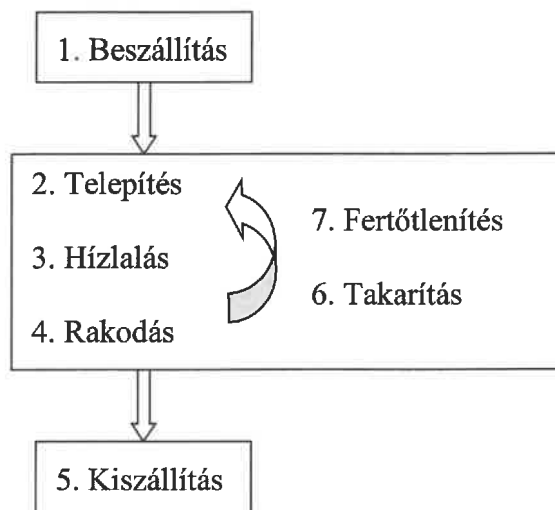 1. Beszállítás
2. Telepítés
3. Hízlalás
4. Rakodás
7. Fertőtlenítés
6. Takarítás
5. Kiszállítás